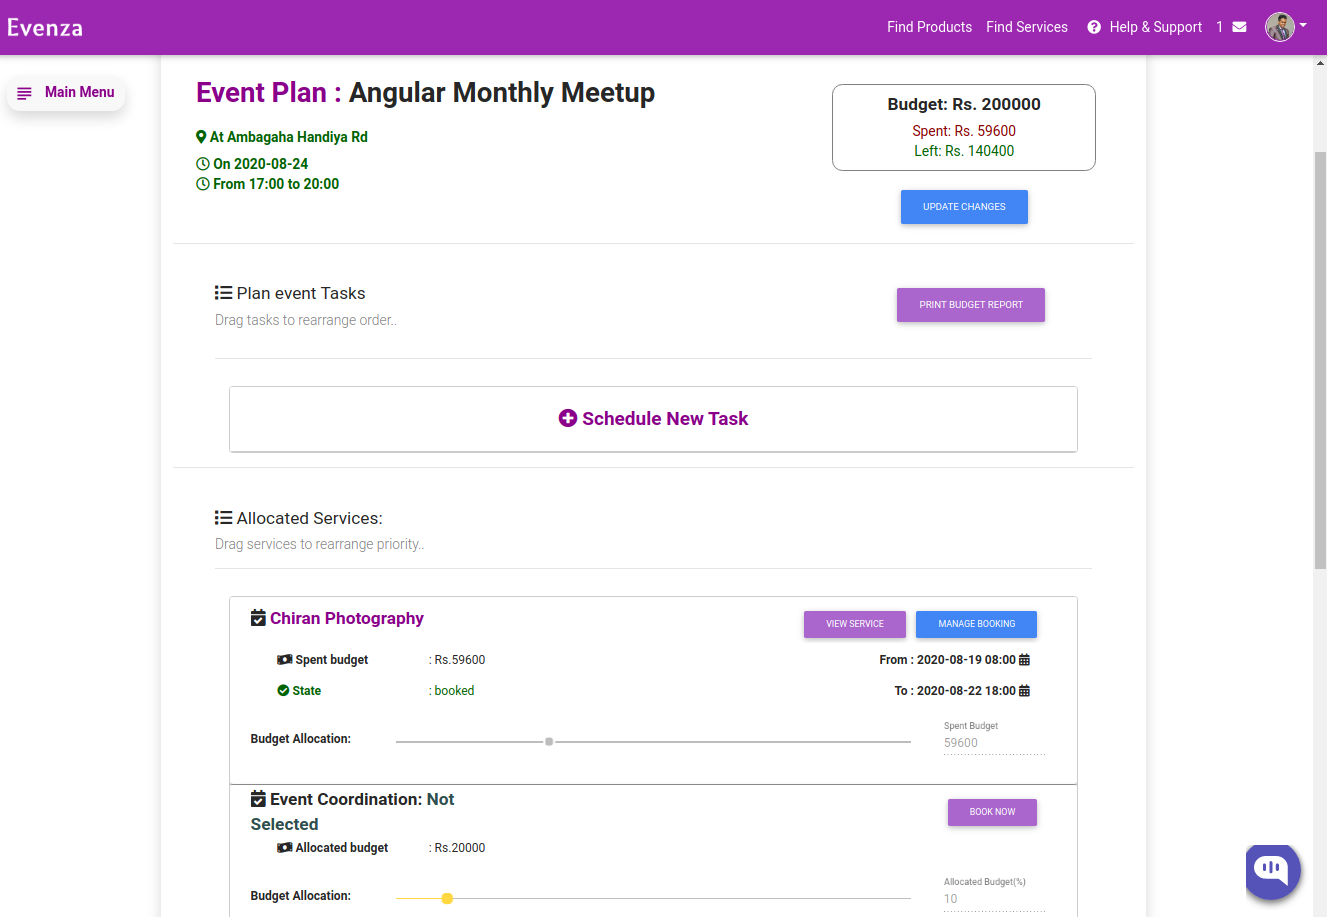 Evenza
Find Products Find Services Help & Support 1
Main Menu
Event Plan : Angular Monthly Meetup
At Ambagaha Handiya Rd
On 2020-08-24
From 17:00 to 20:00
Budget: Rs. 200000
Spent: Rs. 59600
Left: Rs. 140400
UPDATE CHANGES
Plan event Tasks
Drag tasks to rearrange order..
PRINT BUDGET REPORT
Schedule New Task
Allocated Services:
Drag services to rearrange priority..
Chiran Photography
VIEW SERVICE MANAGE BOOKING
Spent budget : Rs.59600
From : 2020-08-19 08:00
State : booked
To : 2020-08-22 18:00
Budget Allocation:
Spent Budget
59600
Event Coordination: Not
Selected
BOOK NOW
Allocated budget : Rs.20000
Budget Allocation:
Allocated Budget(%)
10